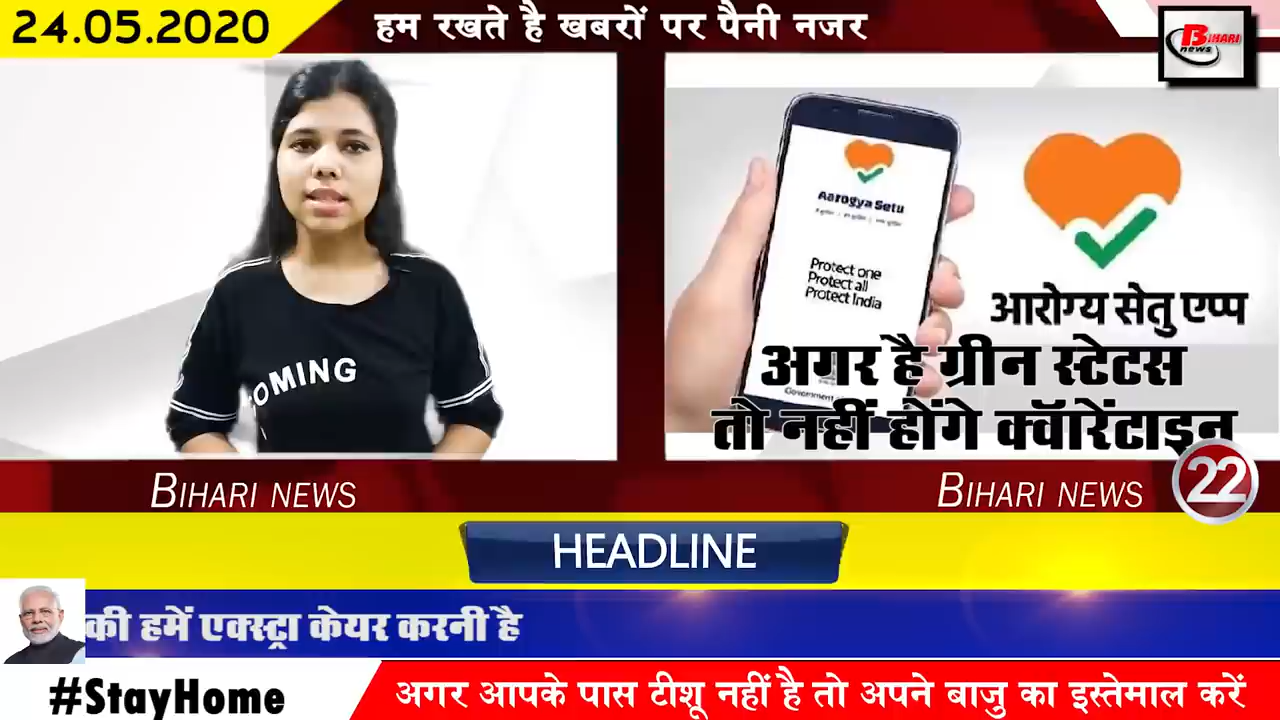 24.05.2020
हम रखते है खबरों पर पैनी नजर
BIHARI
news
OMING
Aarogya Setu
Protect one
Protect all
Protect India
Government
आरोग्य सेतु एप्प
अगर है ग्रीन स्टेटस
तो नहीं होंगे क्वॉरेंटाइन
22
BIHARI NEWS
BIHARI NEWS
HEADLINE
की हमें एक्स्ट्रा केयर करनी है
#StayHome
अगर आपके पास टीशू नहीं है तो अपने बाजु का इस्तेमाल करें